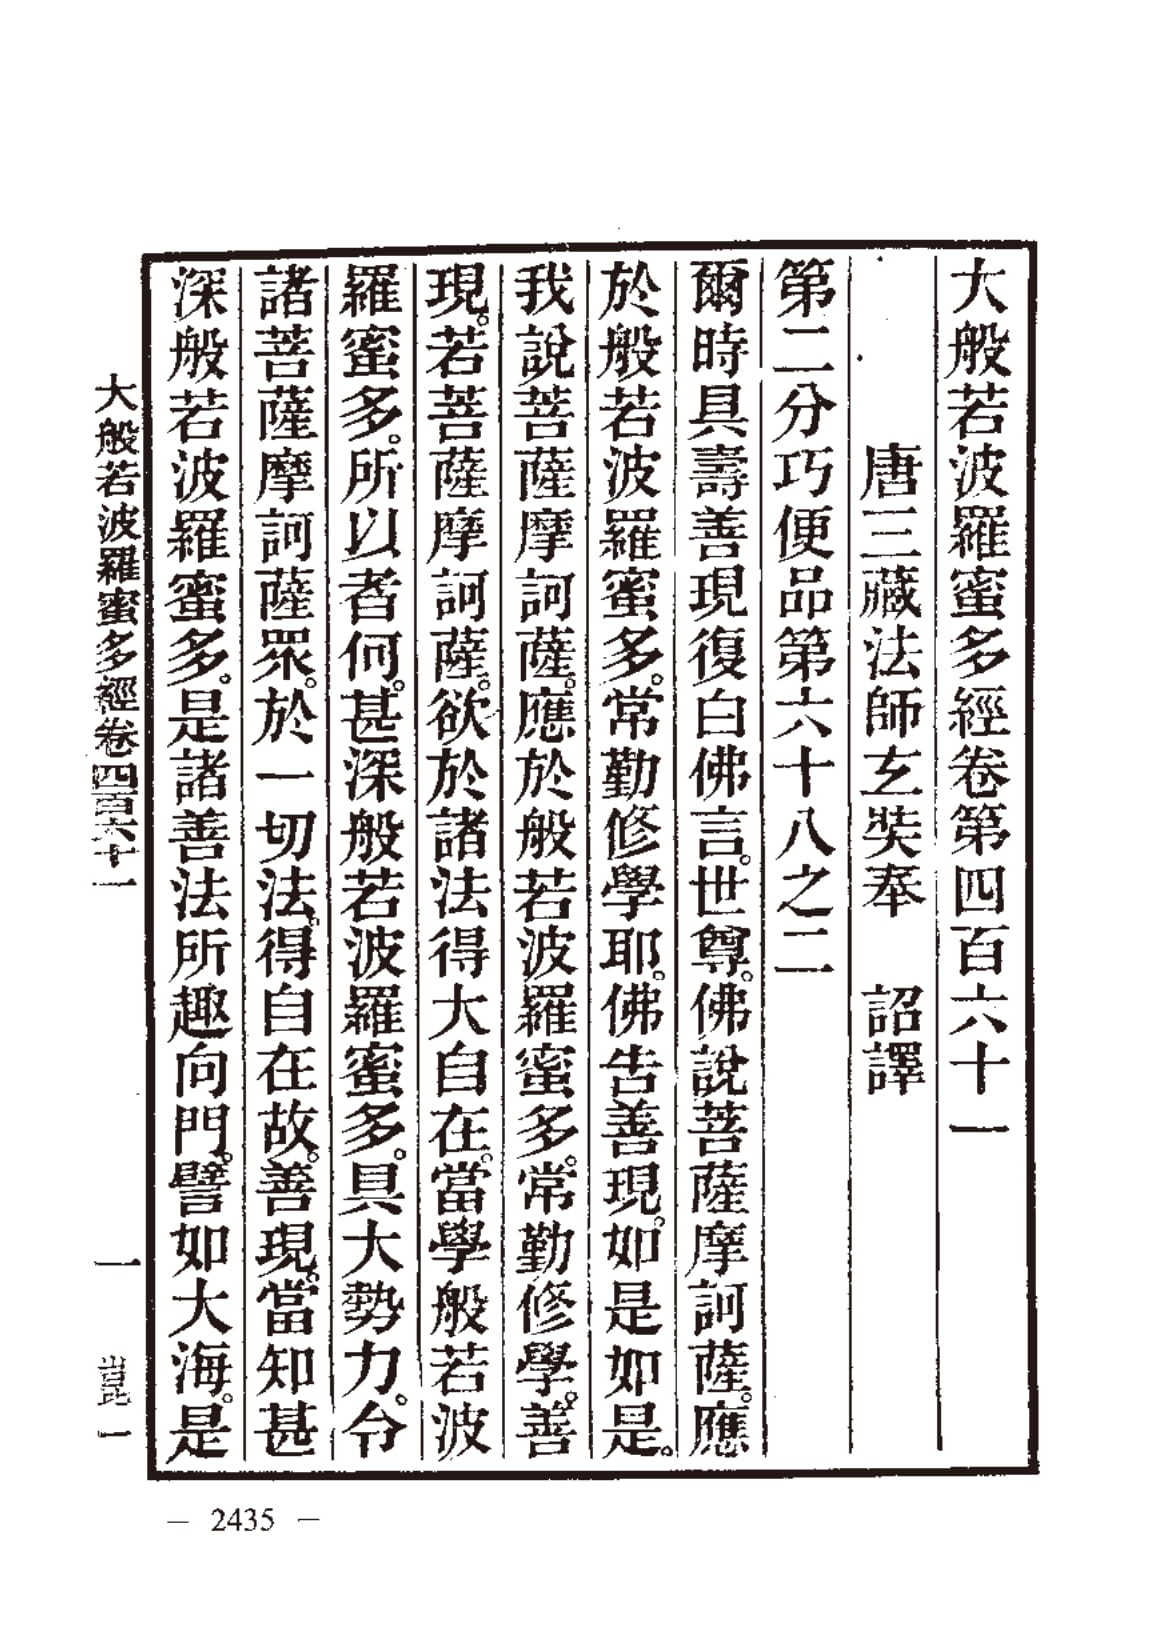 大般若波羅蜜多經卷第四百六十一
唐三藏法師玄奘奉　詔譯
第二分巧便品第六十八之二
爾時具壽善現復白佛言。世尊。佛說菩薩摩訶薩。應
於般若波羅蜜多。常勤修學耶。佛告善現。如是如是。
我說菩薩摩訶薩。應於般若波羅蜜多。常勤修學。善
現。若菩薩摩訶薩。欲於諸法得大自在。當學般若波
羅蜜多。所以者何。甚深般若波羅蜜多。具大勢力。令
諸菩薩摩訶薩眾。於一切法。得自在故。善現。當知甚
深般若波羅蜜多。是諸善法所趣向門。譬如大海。是
大般若波羅蜜多經卷四百六十一　一　崑一
— 2435 —